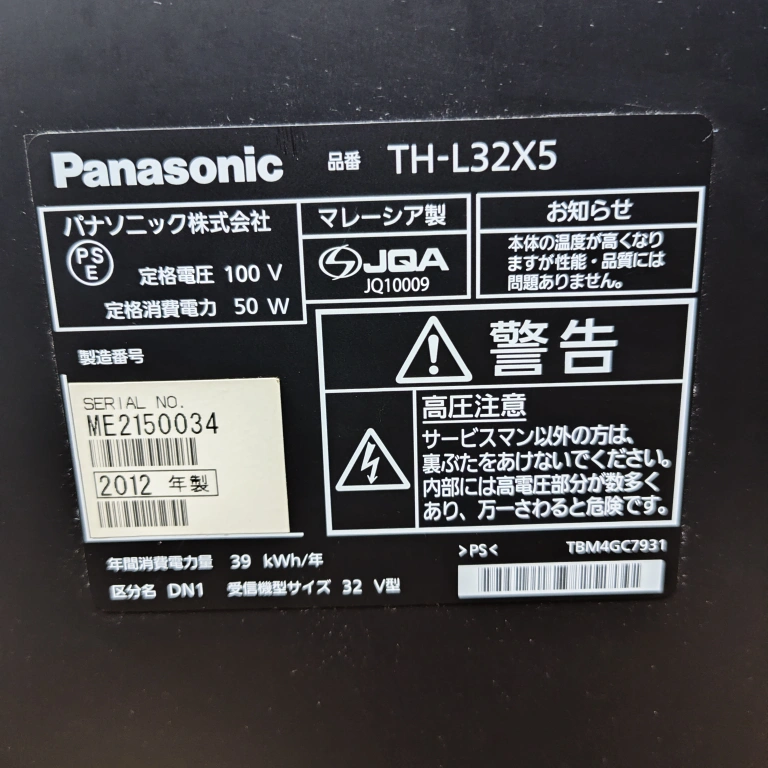 Panasonic 品番 TH-L32X5
パナソニック株式会社
PS
E
定格電圧 100 V
定格消費電力 50 W
マレーシア製
JQA
JQ10009
お知らせ
本体の温度が高くなり
ますが性能・品質には
問題ありません。
警告
高圧注意
サービスマン以外の方は、
裏ぶたをあけないでください。
内部には高電圧部分が数多く
あり、万一さわると危険です。
製造番号
SERIAL NO.
ME2150034
2012 年製
年間消費電力量 39 kWh/年
区分名 DN1 受信機型サイズ 32 V型
>PS< TBM4GC7931